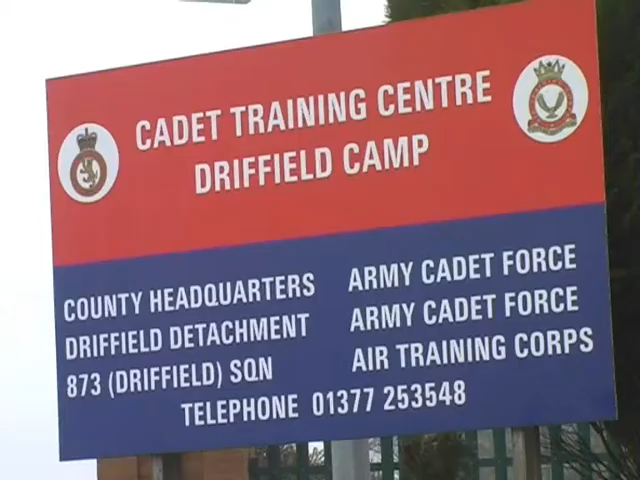 CADET TRAINING CENTRE
DRIFFIELD CAMP
COUNTY HEADQUARTERS ARMY CADET FORCE
DRIFFIELD DETACHMENT ARMY CADET FORCE
873 (DRIFFIELD) SQN AIR TRAINING CORPS
TELEPHONE 01377 253548